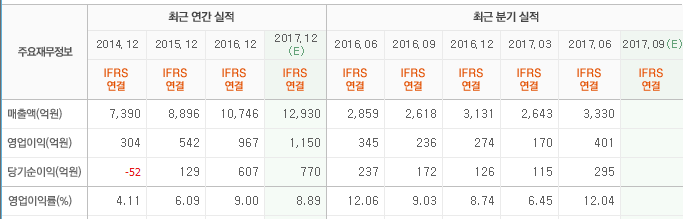 주요재무정보 최근 연간 실적 최근 분기 실적
2014, 12 2015, 12 2016, 12 2017, 12 (E) 2016, 06 2016, 09 2016, 12 2017, 03 2017, 06 2017, 09 (E)
IFRS IFRS IFRS IFRS IFRS IFRS IFRS IFRS IFRS IFRS
연결 연결 연결 연결 연결 연결 연결 연결 연결 연결
매출액(억원) 7,390 8,896 10,746 12,930 2,859 2,618 3,131 2,643 3,330
영업이익(억원) 304 542 967 1,150 345 236 274 170 401
당기순이익(억원) -52 129 607 770 237 172 126 115 295
영업이익률(%) 4.11 6.09 9.00 8.89 12.06 9.03 8.74 6.45 12.04